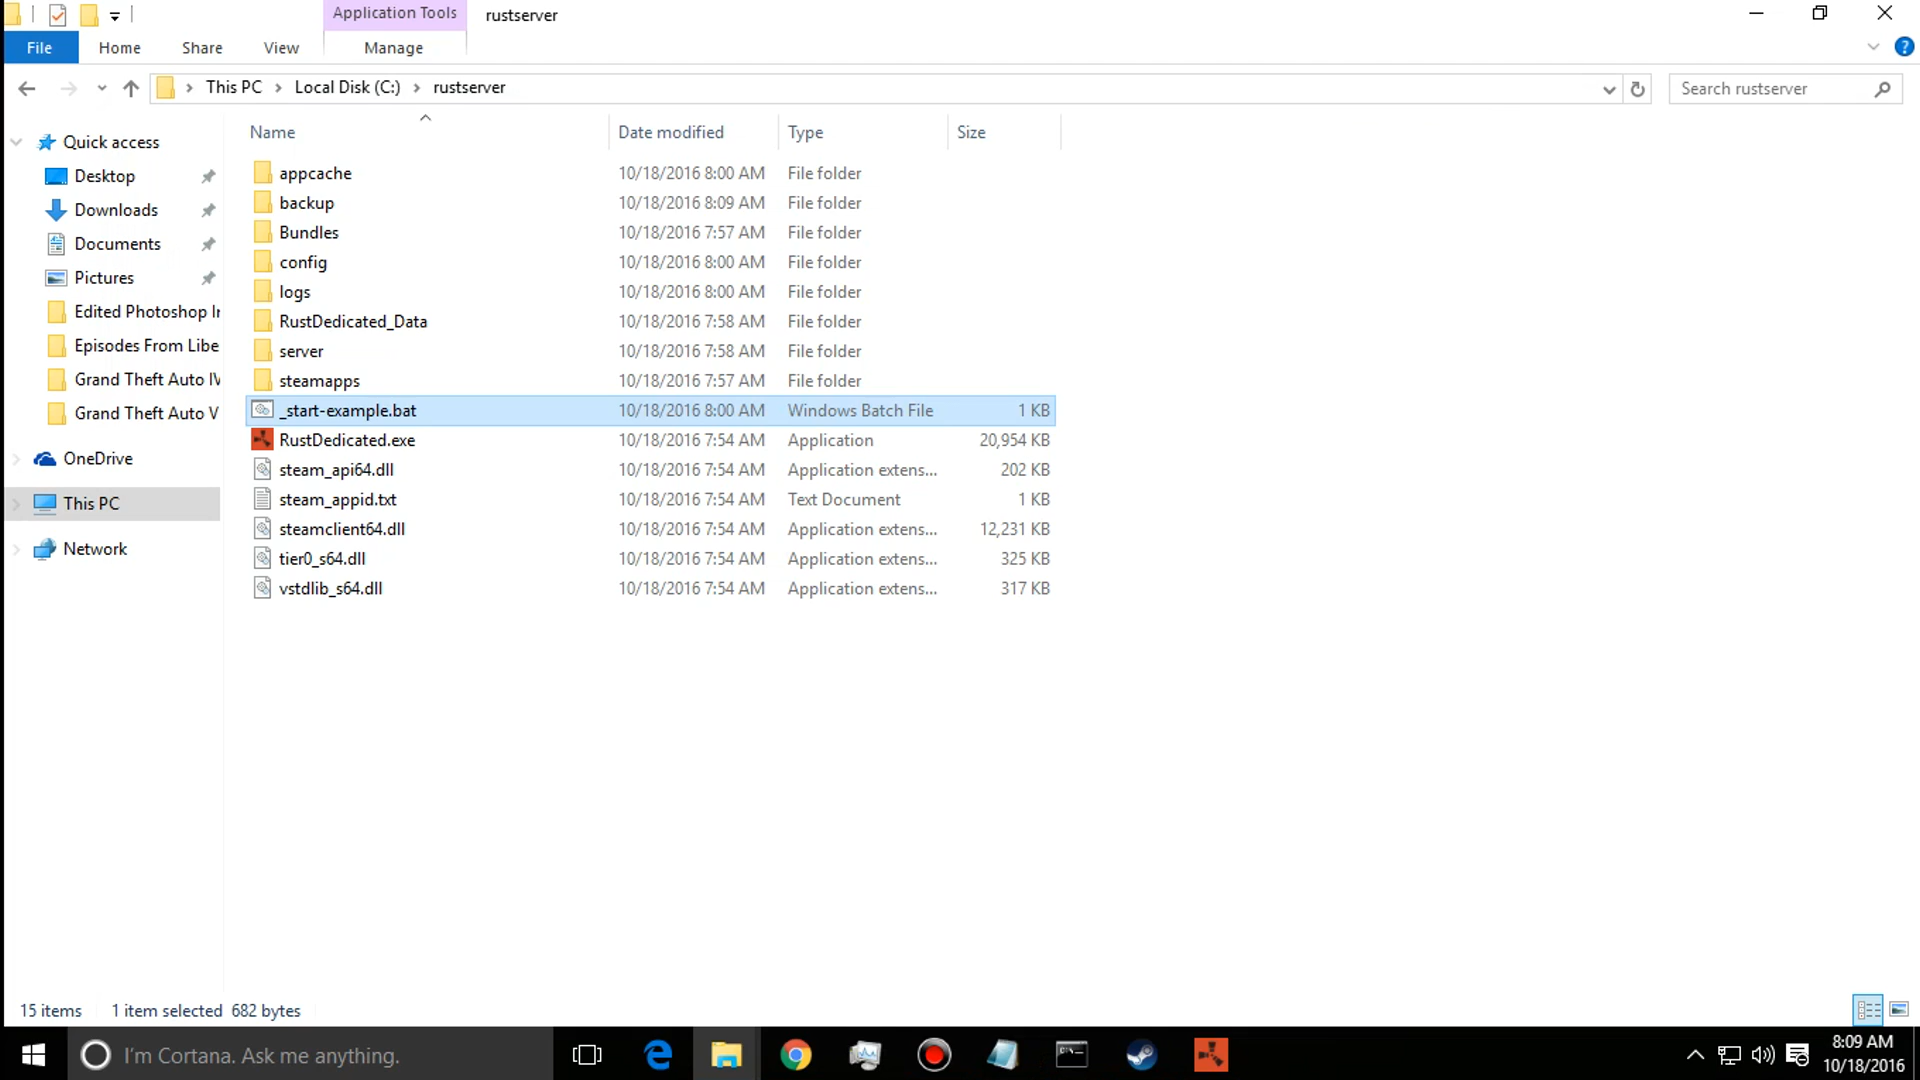 Application Tools
rustserver
File
Home
Share
View
Manage
This PC
Local Disk (C:)
rustserver
Search rustserver
Name
Date modified
Type
Size
Quick access
Desktop
Downloads
Documents
Pictures
Edited Photoshop Ir
Episodes From Libe
Grand Theft Auto IV
Grand Theft Auto V
OneDrive
This PC
Network
appcache 10/18/2016 8:00 AM File folder
backup 10/18/2016 8:09 AM File folder
Bundles 10/18/2016 7:57 AM File folder
config 10/18/2016 8:00 AM File folder
logs 10/18/2016 8:00 AM File folder
RustDedicated_Data 10/18/2016 7:58 AM File folder
server 10/18/2016 7:58 AM File folder
steamapps 10/18/2016 7:57 AM File folder
_start-example.bat 10/18/2016 8:00 AM Windows Batch File 1 KB
RustDedicated.exe 10/18/2016 7:54 AM Application 20,954 KB
steam_api64.dll 10/18/2016 7:54 AM Application extens... 202 KB
steam_appid.txt 10/18/2016 7:54 AM Text Document 1 KB
steamclient64.dll 10/18/2016 7:54 AM Application extens... 12,231 KB
tier0_s64.dll 10/18/2016 7:54 AM Application extens... 325 KB
vstdlib_s64.dll 10/18/2016 7:54 AM Application extens... 317 KB
15 items 1 item selected 682 bytes
I'm Cortana. Ask me anything.
8:09 AM
10/18/2016